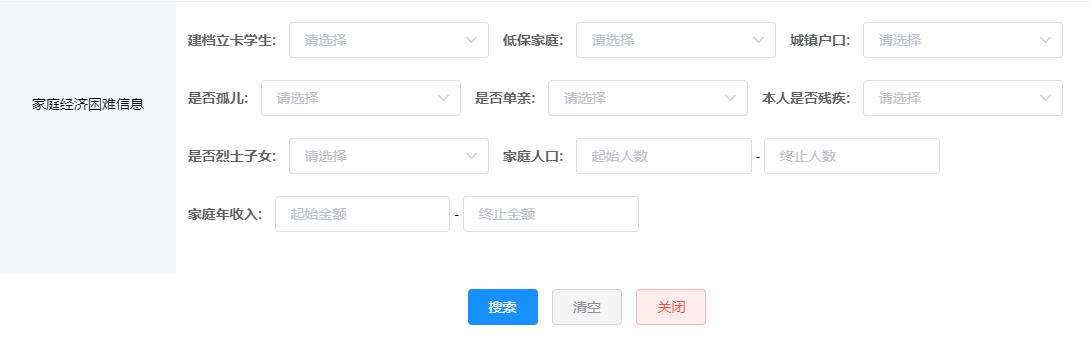 建档立卡学生: 请选择 低保家庭: 请选择 城镇户口: 请选择
家庭经济困难信息
是否孤儿: 请选择 是否单亲: 请选择 本人是否残疾: 请选择
是否烈士子女: 请选择 家庭人口: 起始人数 - 终止人数
家庭年收入: 起始金额 - 终止金额
搜索 清空 关闭